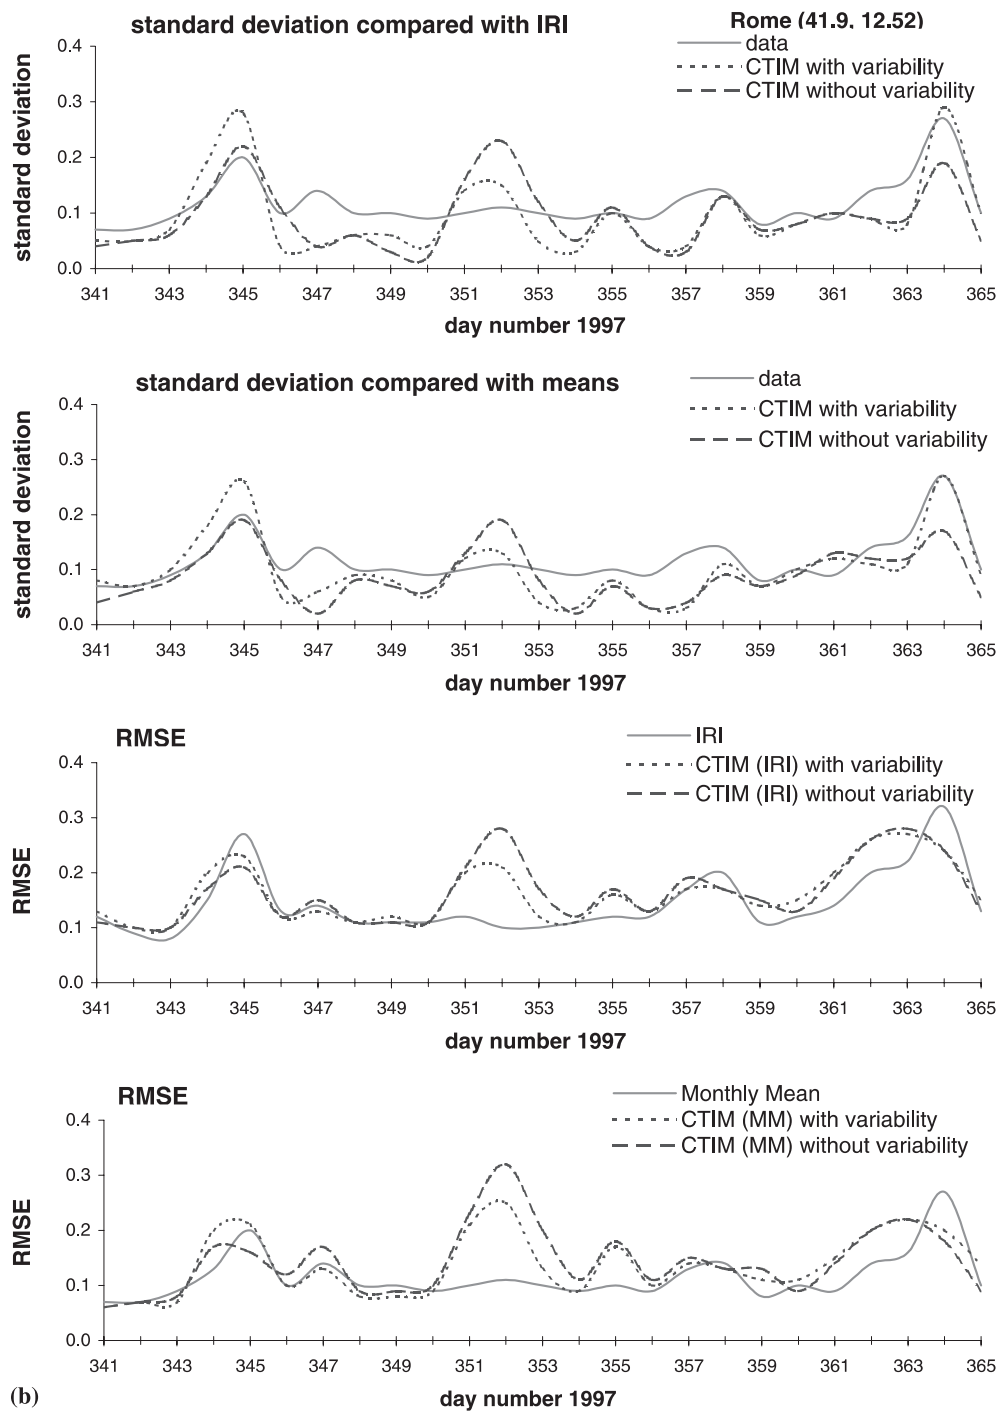 standard deviation compared with IRI
Rome (41.9, 12.52)
data
CTIM with variability
CTIM without variability
standard deviation
0.4
0.3
0.2
0.1
0.0
341 343 345 347 349 351 353 355 357 359 361 363 365
day number 1997
standard deviation compared with means
data
CTIM with variability
CTIM without variability
standard deviation
0.4
0.3
0.2
0.1
0.0
341 343 345 347 349 351 353 355 357 359 361 363 365
day number 1997
RMSE
IRI
CTIM (IRI) with variability
CTIM (IRI) without variability
RMSE
0.4
0.3
0.2
0.1
0.0
341 343 345 347 349 351 353 355 357 359 361 363 365
day number 1997
RMSE
Monthly Mean
CTIM (MM) with variability
CTIM (MM) without variability
RMSE
0.4
0.3
0.2
0.1
0.0
341 343 345 347 349 351 353 355 357 359 361 363 365
(b)
day number 1997